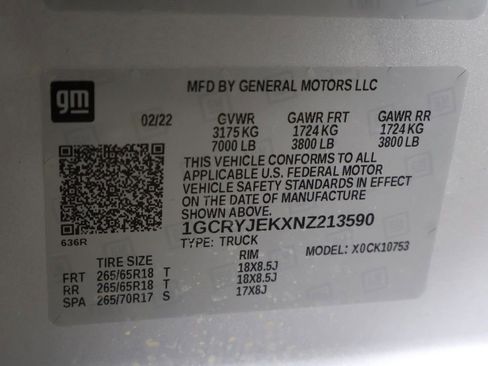 gm
MFD BY GENERAL MOTORS LLC
02/22 GVWR GAWR FRT GAWR RR
3175 KG 1724 KG 1724 KG
7000 LB 3800 LB 3800 LB
THIS VEHICLE CONFORMS TO ALL
APPLICABLE U.S. FEDERAL MOTOR
VEHICLE SAFETY STANDARDS IN EFFECT
ON THE DATE OF MANUFACTURE
SHOWN ABOVE.
1GCRYJEKXNZ213590
636R
TYPE: TRUCK MODEL: X0CK10753
TIRE SIZE RIM
FRT 265/65R18 T 18X8.5J
RR 265/65R18 T 18X8.5J
SPA 265/70R17 S 17X8J